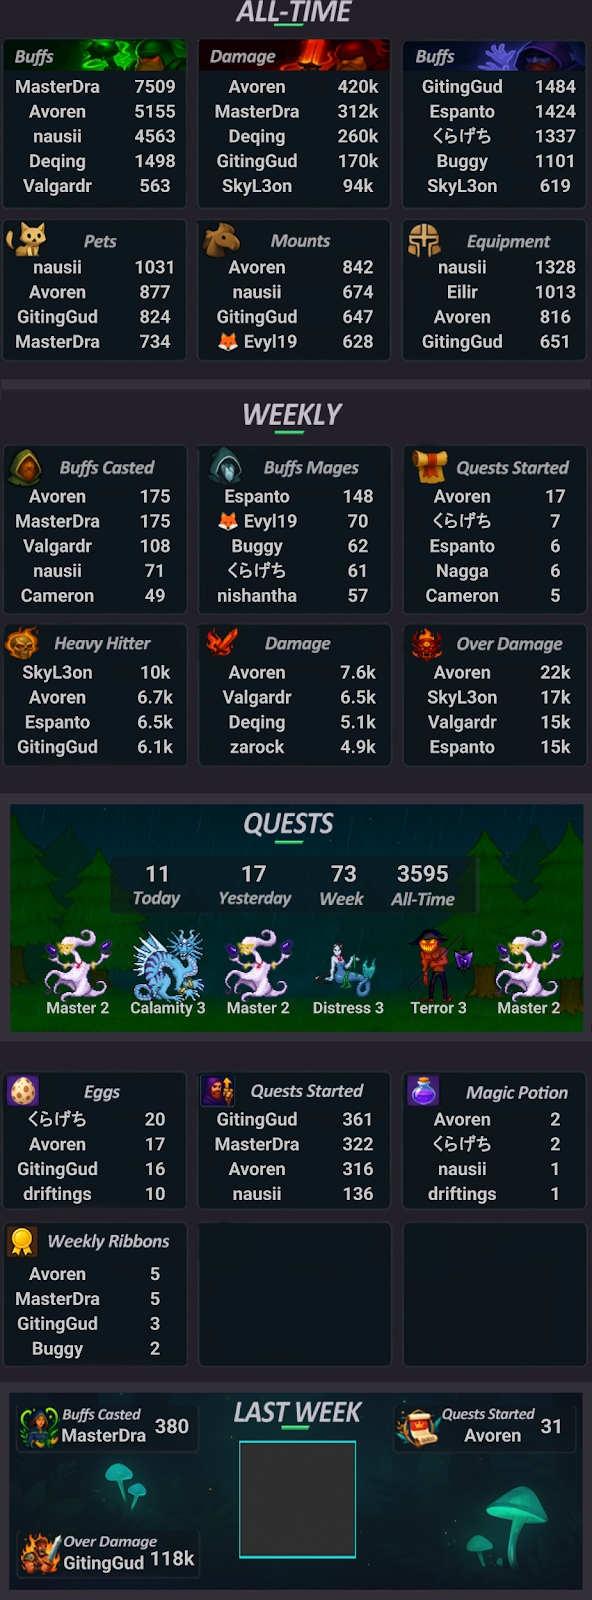 ALL-TIME
Buffs
MasterDra 7509
Avoren 5155
nausii 4563
Deqing 1498
Valgardr 563
Damage
Avoren 420k
MasterDra 312k
Deqing 260k
GitingGud 170k
SkyL3on 94k
Buffs
GitingGud 1484
Espanto 1424
くらげち 1337
Buggy 1101
SkyL3on 619
Pets
nausii 1031
Avoren 877
GitingGud 824
MasterDra 734
Mounts
Avoren 842
nausii 674
GitingGud 647
🦊 Evyl19 628
Equipment
nausii 1328
Eilir 1013
Avoren 816
GitingGud 651
WEEKLY
Buffs Casted
Avoren 175
MasterDra 175
Valgardr 108
nausii 71
Cameron 49
Buffs Mages
Espanto 148
🦊 Evyl19 70
Buggy 62
くらげち 61
nishantha 57
Quests Started
Avoren 17
くらげち 7
Espanto 6
Nagga 6
Cameron 5
Heavy Hitter
SkyL3on 10k
Avoren 6.7k
Espanto 6.5k
GitingGud 6.1k
Damage
Avoren 7.6k
Valgardr 6.5k
Deqing 5.1k
zarock 4.9k
Over Damage
Avoren 22k
SkyL3on 17k
Valgardr 15k
Espanto 15k
QUESTS
11 17 73 3595
Today Yesterday Week All-Time
Master 2 Calamity 3 Master 2 Distress 3 Terror 3 Master 2
Eggs
くらげち 20
Avoren 17
GitingGud 16
driftings 10
Quests Started
GitingGud 361
MasterDra 322
Avoren 316
nausii 136
Magic Potion
Avoren 2
くらげち 2
nausii 1
driftings 1
Weekly Ribbons
Avoren 5
MasterDra 5
GitingGud 3
Buggy 2
LAST WEEK
Buffs Casted
MasterDra 380
Quests Started
Avoren 31
Over Damage
GitingGud 118k